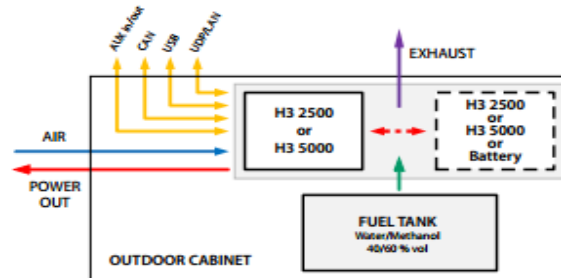 AUX in/out
CAN
USB
UDP/LAN
EXHAUST
AIR
POWER
OUT
H3 2500
or
H3 5000
H3 2500
or
H3 5000
or
Battery
FUEL TANK
Water/Methanol
40/60 % vol
OUTDOOR CABINET